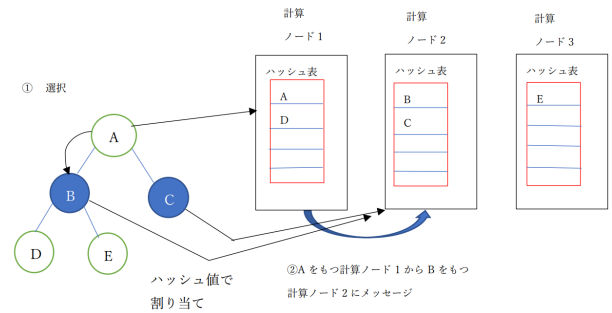 計算
ノード 1
計算
ノード 2
計算
ノード 3
① 選択
ハッシュ表
A
D
ハッシュ表
B
C
ハッシュ表
E
A
B
C
D
E
ハッシュ値で
割り当て
②A をもつ計算ノード 1 から B をもつ
計算ノード 2 にメッセージ